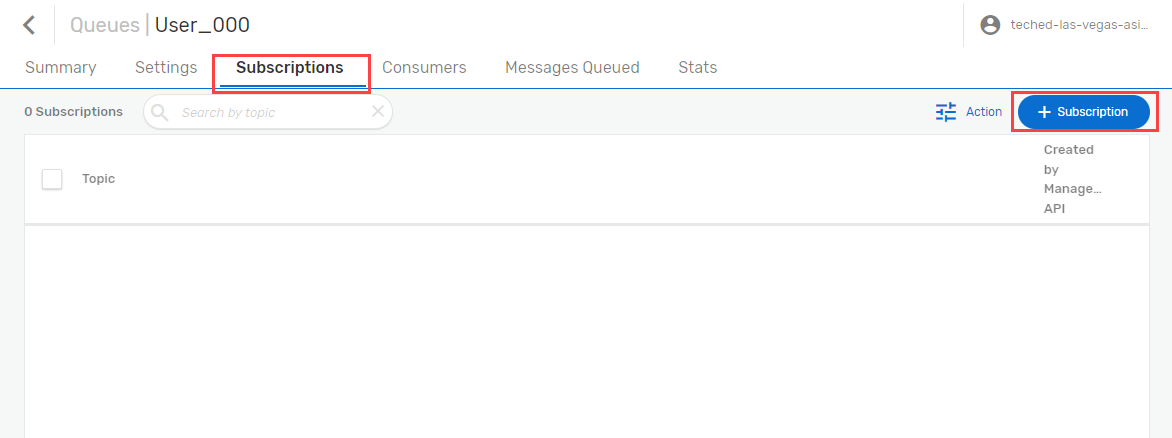 Queues | User_000
teched-las-vegas-asi...
Summary Settings Subscriptions Consumers Messages Queued Stats
0 Subscriptions Search by topic Action + Subscription
Topic
Created
by
Manage...
API